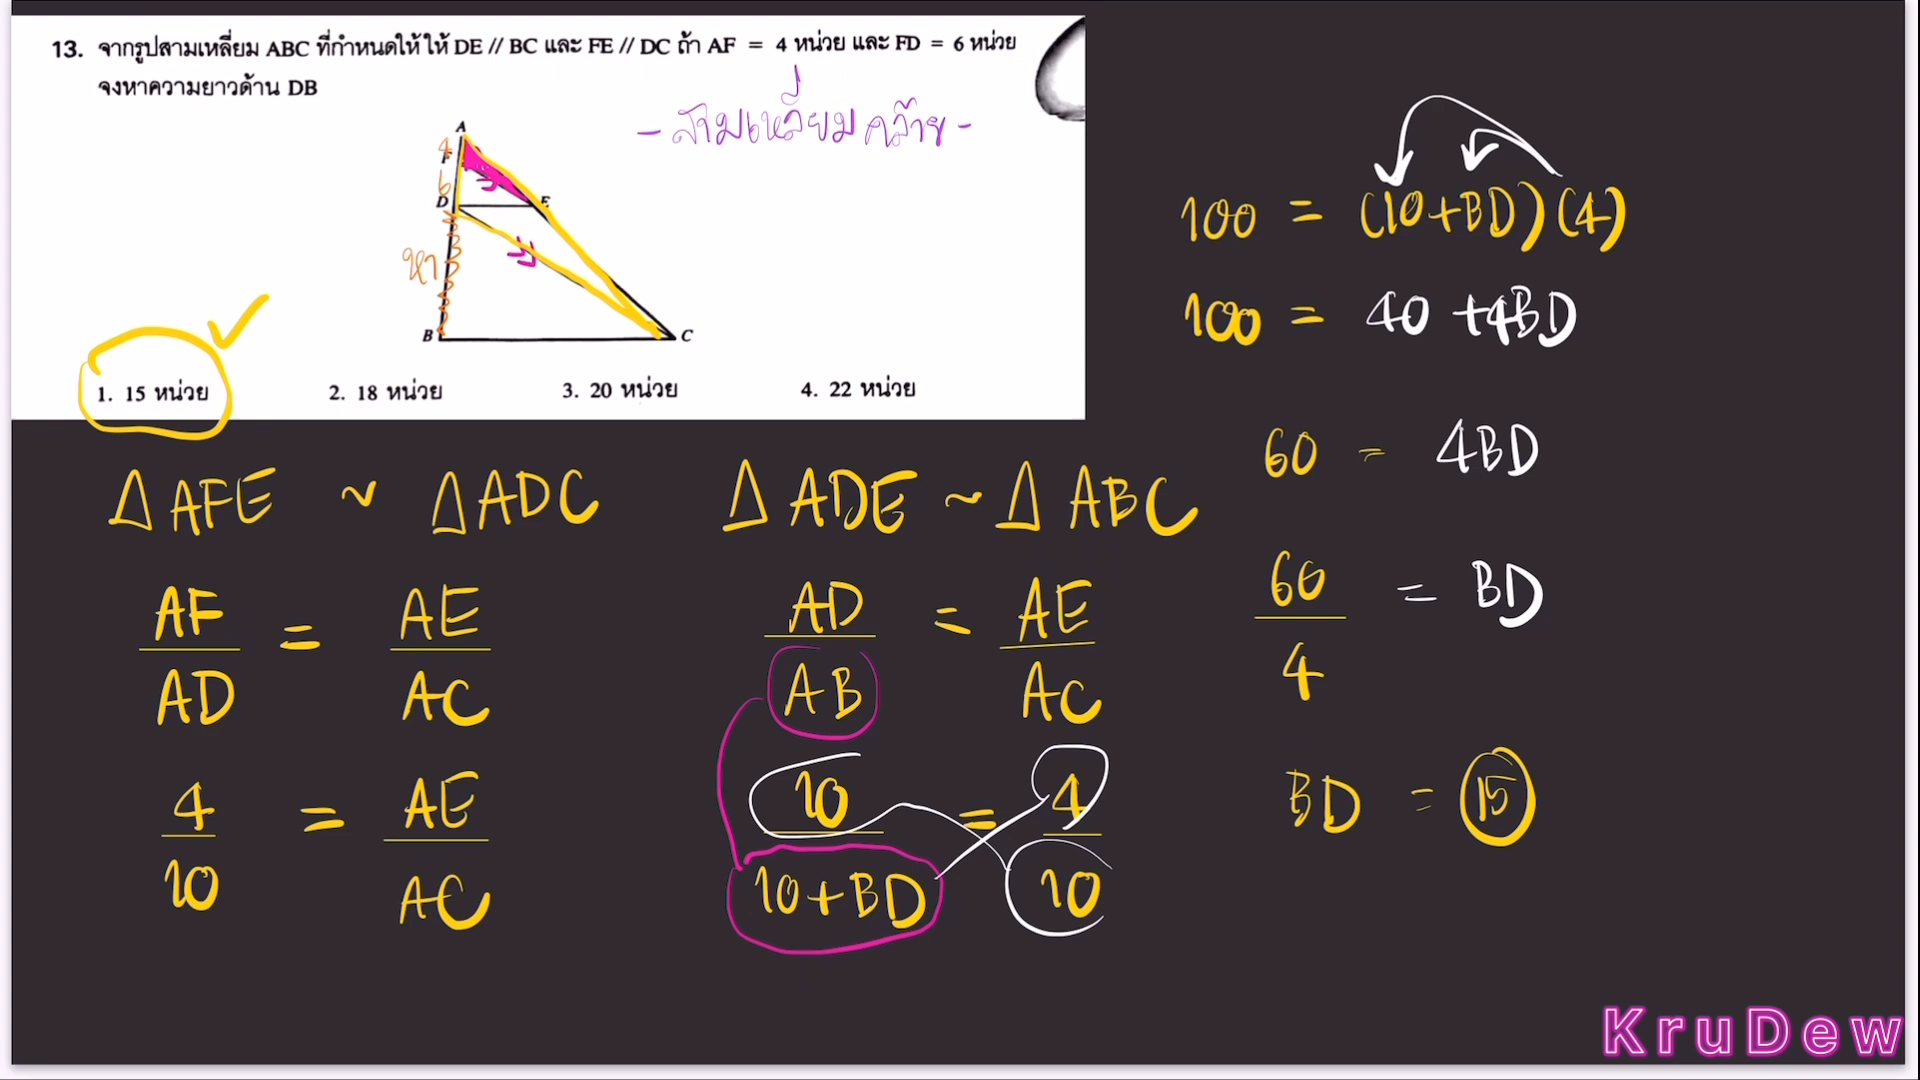 13. จากรูปสามเหลี่ยม ABC ที่กำหนดให้ ให้ DE // BC และ FE // DC ถ้า AF = 4 หน่วย และ FD = 6 หน่วย
จงหาความยาวด้าน DB
- สามเหลี่ยมคล้าย -
A
4
F
6
D E
หา
B C
1. 15 หน่วย 2. 18 หน่วย 3. 20 หน่วย 4. 22 หน่วย
Δ AFE ~ Δ ADC
AF = AE
AD AC
4 = AE
10 AC
Δ ADE ~ Δ ABC
AD = AE
AB AC
10 = 4
10+BD 10
100 = (10+BD)(4)
100 = 40 +4BD
60 = 4BD
60 = BD
4
BD = 15
KruDew